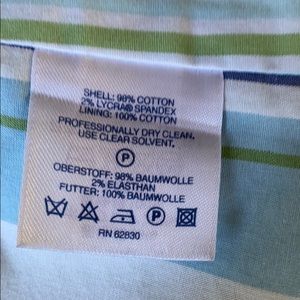 SHELL: 98% COTTON
2% LYCRA® SPANDEX
LINING: 100% COTTON
PROFESSIONALLY DRY CLEAN.
USE CLEAR SOLVENT.
P
OBERSTOFF: 98% BAUMWOLLE
2% ELASTHAN
FUTTER: 100% BAUMWOLLE
P
RN 62830